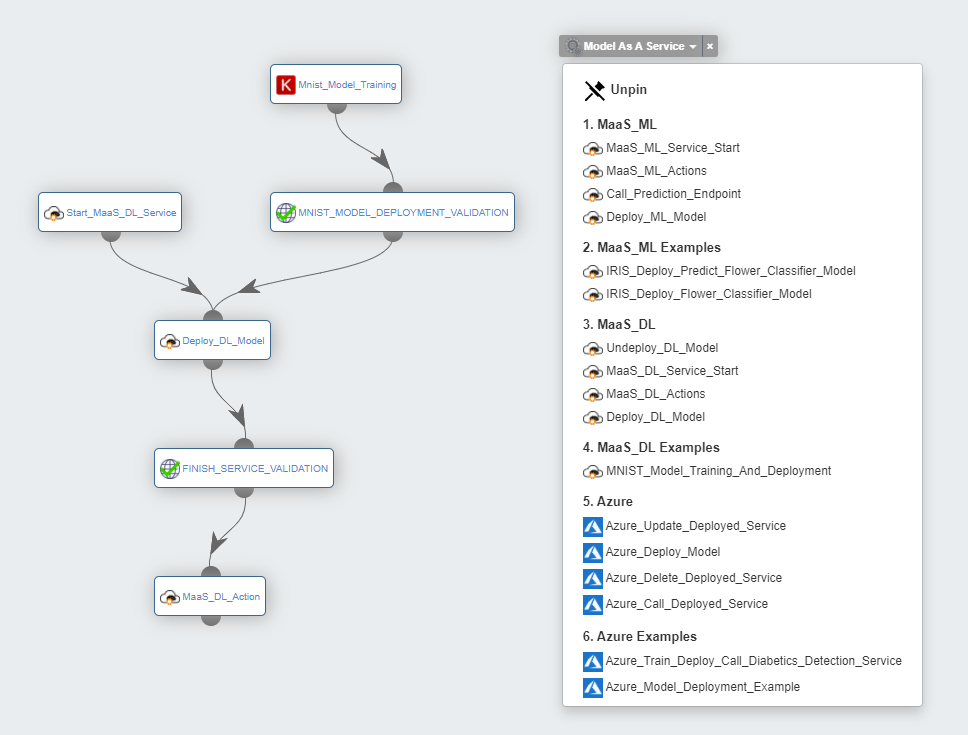 Mnist_Model_Training
Start_MaaS_DL_Service
MNIST_MODEL_DEPLOYMENT_VALIDATION
Deploy_DL_Model
FINISH_SERVICE_VALIDATION
MaaS_DL_Action
Model As A Service
Unpin
1. MaaS_ML
MaaS_ML_Service_Start
MaaS_ML_Actions
Call_Prediction_Endpoint
Deploy_ML_Model
2. MaaS_ML Examples
IRIS_Deploy_Predict_Flower_Classifier_Model
IRIS_Deploy_Flower_Classifier_Model
3. MaaS_DL
Undeploy_DL_Model
MaaS_DL_Service_Start
MaaS_DL_Actions
Deploy_DL_Model
4. MaaS_DL Examples
MNIST_Model_Training_And_Deployment
5. Azure
Azure_Update_Deployed_Service
Azure_Deploy_Model
Azure_Delete_Deployed_Service
Azure_Call_Deployed_Service
6. Azure Examples
Azure_Train_Deploy_Call_Diabetics_Detection_Service
Azure_Model_Deployment_Example